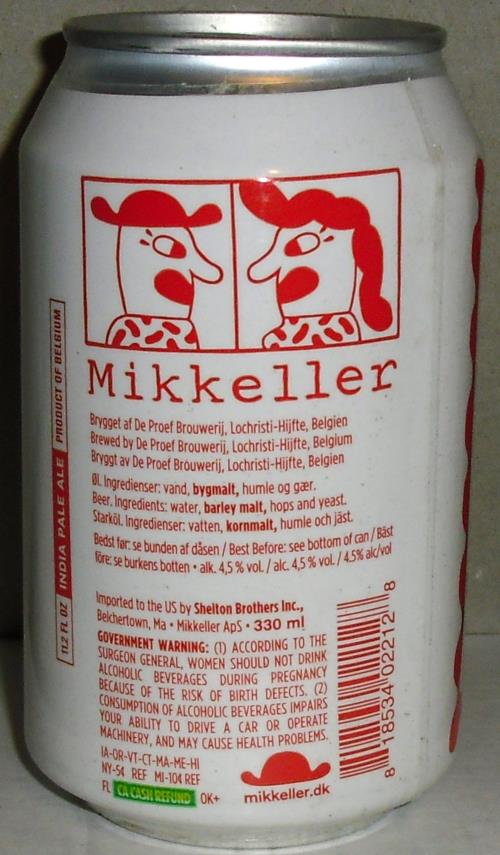 Mikkeller
Brygget af De Proef Brouwerij, Lochristi-Hijfte, Belgien
Brewed by De Proef Brouwerij, Lochristi-Hijfte, Belgium
Bryggt av De Proef Brouwerij, Lochristi-Hijfte, Belgien
Øl. Ingredienser: vand, bygmalt, humle og gær.
Beer. Ingredients: water, barley malt, hops and yeast.
Starköl. Ingredienser: vatten, kornmalt, humle och jäst.
Bedst før: se bunden af dåsen / Best Before: see bottom of can / Bäst
före: se burkens botten • alk. 4,5 % vol. / alc. 4,5 % vol. / 4.5% alc/vol
Imported to the US by Shelton Brothers Inc.,
Belchertown, Ma • Mikkeller ApS • 330 ml
GOVERNMENT WARNING: (1) ACCORDING TO THE
SURGEON GENERAL, WOMEN SHOULD NOT DRINK
ALCOHOLIC BEVERAGES DURING PREGNANCY
BECAUSE OF THE RISK OF BIRTH DEFECTS. (2)
CONSUMPTION OF ALCOHOLIC BEVERAGES IMPAIRS
YOUR ABILITY TO DRIVE A CAR OR OPERATE
MACHINERY, AND MAY CAUSE HEALTH PROBLEMS.
IA-OR-VT-CT-MA-ME-HI
NY-5¢ REF MI-10¢ REF
FL CA CASH REFUND OK+
mikkeller.dk
8 18534 02212 8
11.2 FL OZ INDIA PALE ALE PRODUCT OF BELGIUM